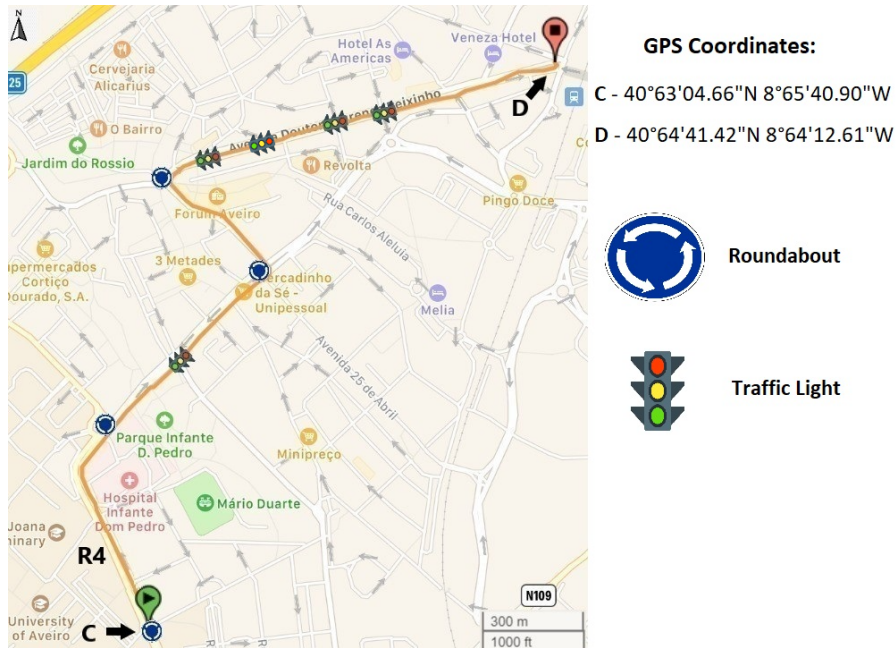 N
25
Cervejaria
Alicarius
Hotel As
Americas
Veneza Hotel
D
O Bairro
Jardim do Rossio
Revolta
Forum Aveiro
Pingo Doce
Rua Carlos Aleluia
3 Metades
Cortiço
Dourado, S.A.
da Sé -
Unipessoal
Melia
Avenida 25 de Abril
Parque Infante
D. Pedro
Minipreço
Hospital
Infante
Dom Pedro
Mário Duarte
Joana
R4
University
of Aveiro
C
N109
300 m
1000 ft
GPS Coordinates:
C - 40°63'04.66"N 8°65'40.90"W
D - 40°64'41.42"N 8°64'12.61"W
Roundabout
Traffic Light